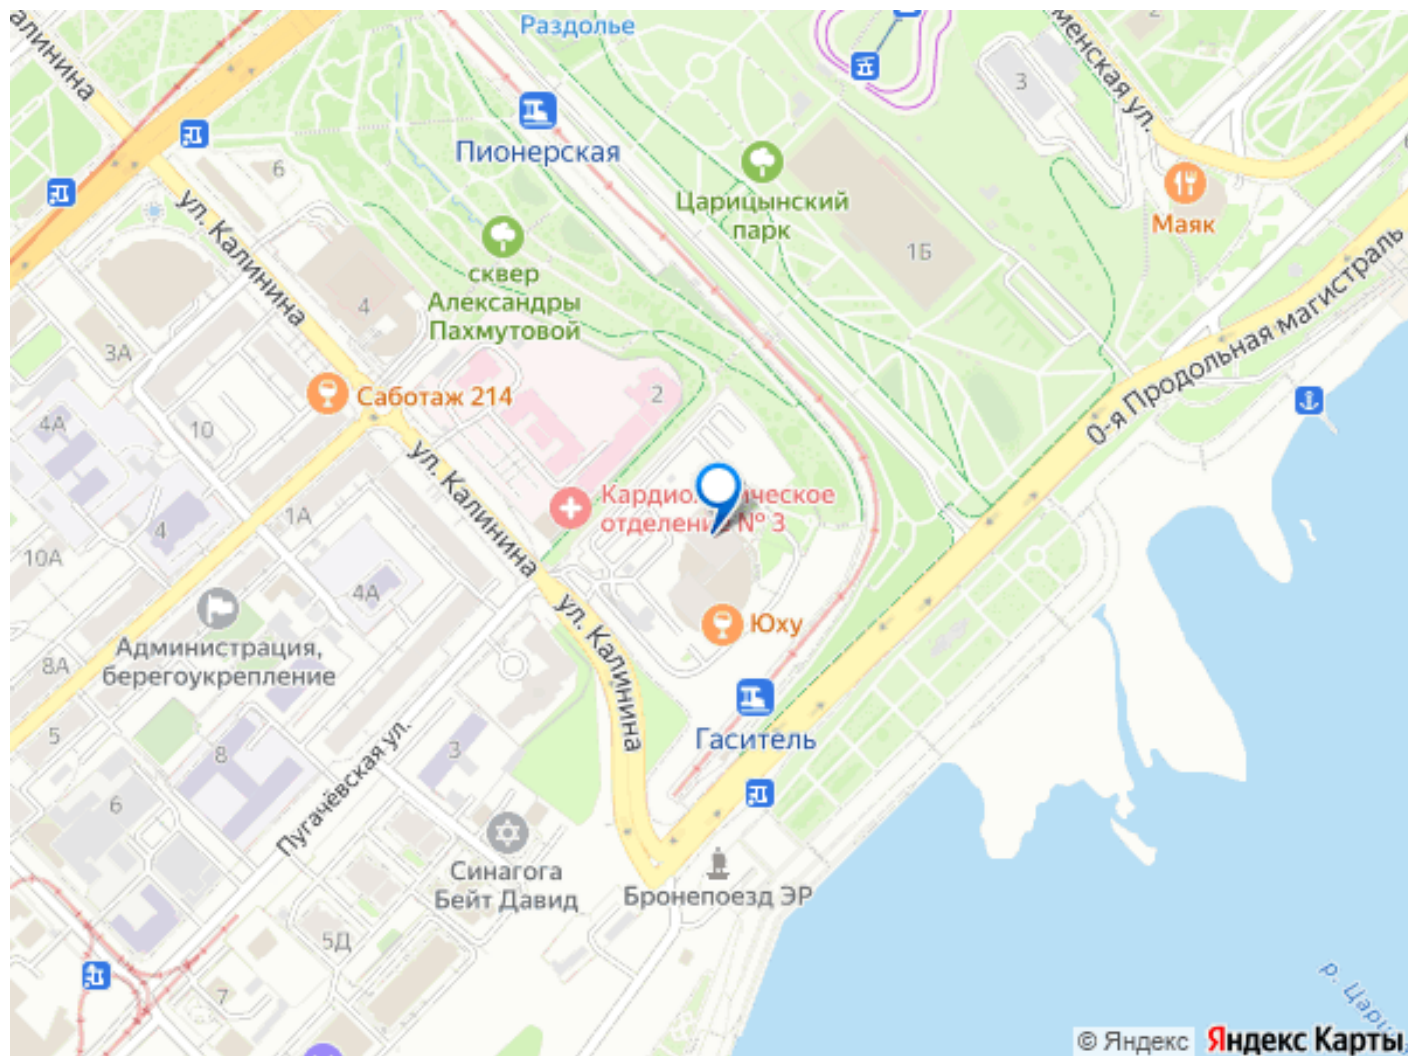 Калинина
Раздолье
менская ул.
2
3
Пионерская
6
ул. Калинина
Царицынский
парк
Маяк
1Б
сквер
Александры
Пахмутовой
4
3А
0-я Продольная магистраль
Саботаж 214
2
4А
10
ул. Калинина
1А
4
10А
Кардио
ческое
отделение № 3
4А
Администрация,
берегоукрепление
8А
ул. Калинина
Юху
5
8
3
Гаситель
Пугачёвская ул.
6
Синагога
Бейт Давид
Бронепоезд ЭР
5Д
7
© Яндекс
Яндекс Карты